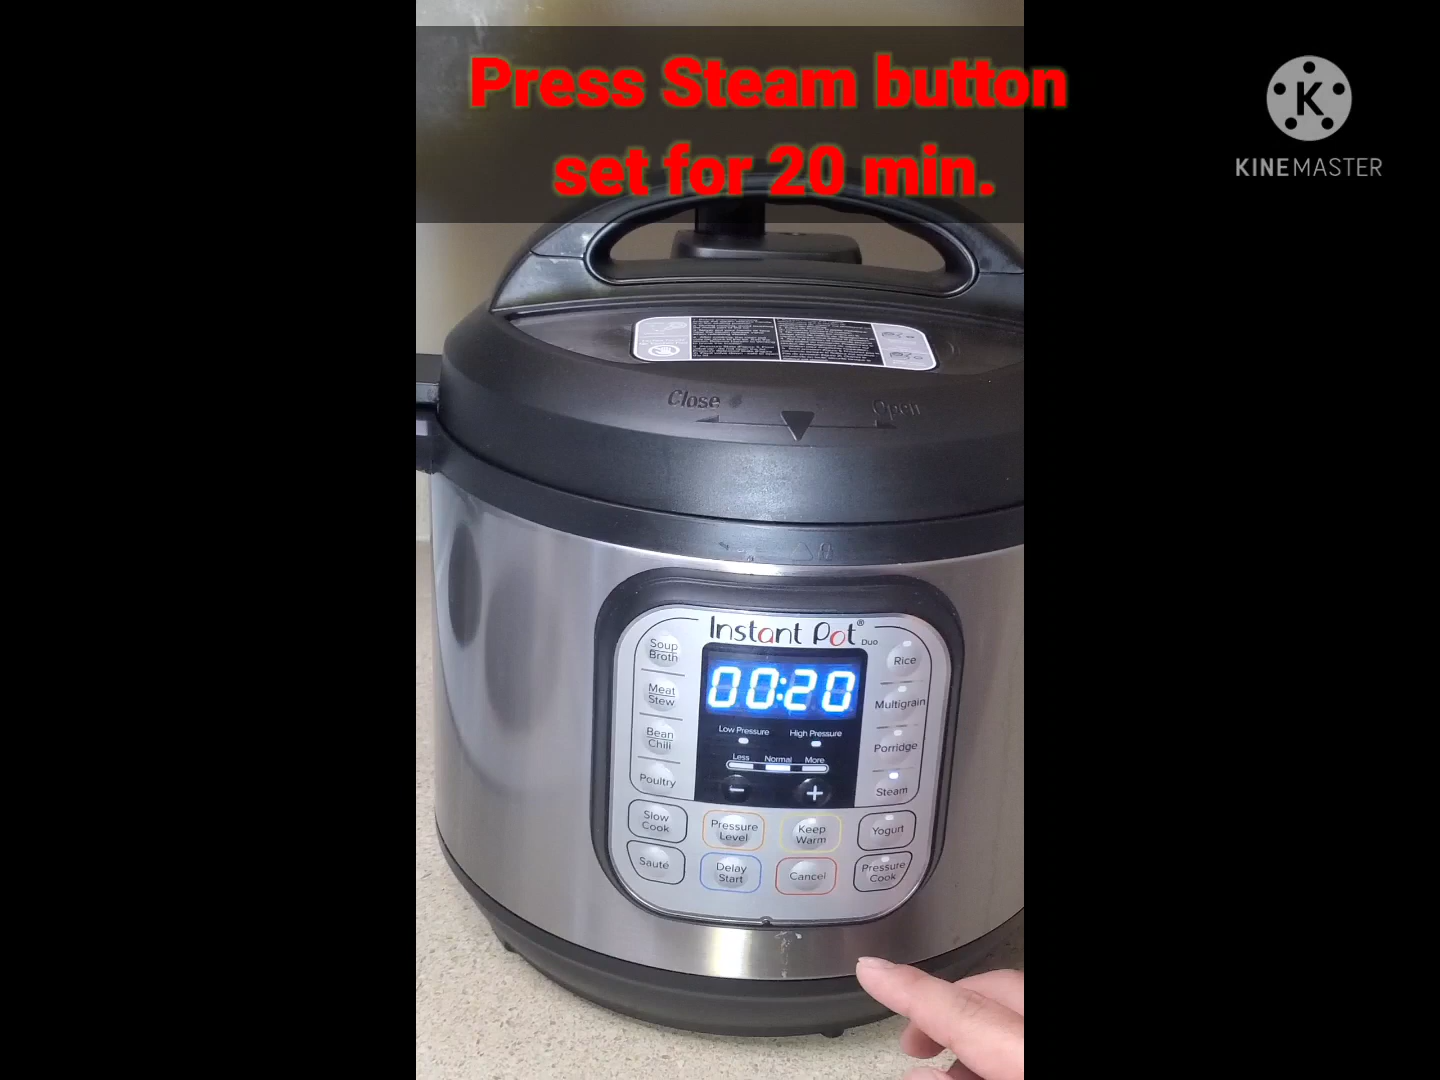 Press Steam button
set for 20 min.
K
KINEMASTER
Close
Open
Instant Pot®
Duo
Soup
Broth
Meat
Stew
Bean
Chili
Poultry
Slow
Cook
Sauté
00:20
Low Pressure
High Pressure
Less
Normal
More
−
+
Pressure
Level
Keep
Warm
Delay
Start
Cancel
Rice
Multigrain
Porridge
Steam
Yogurt
Pressure
Cook